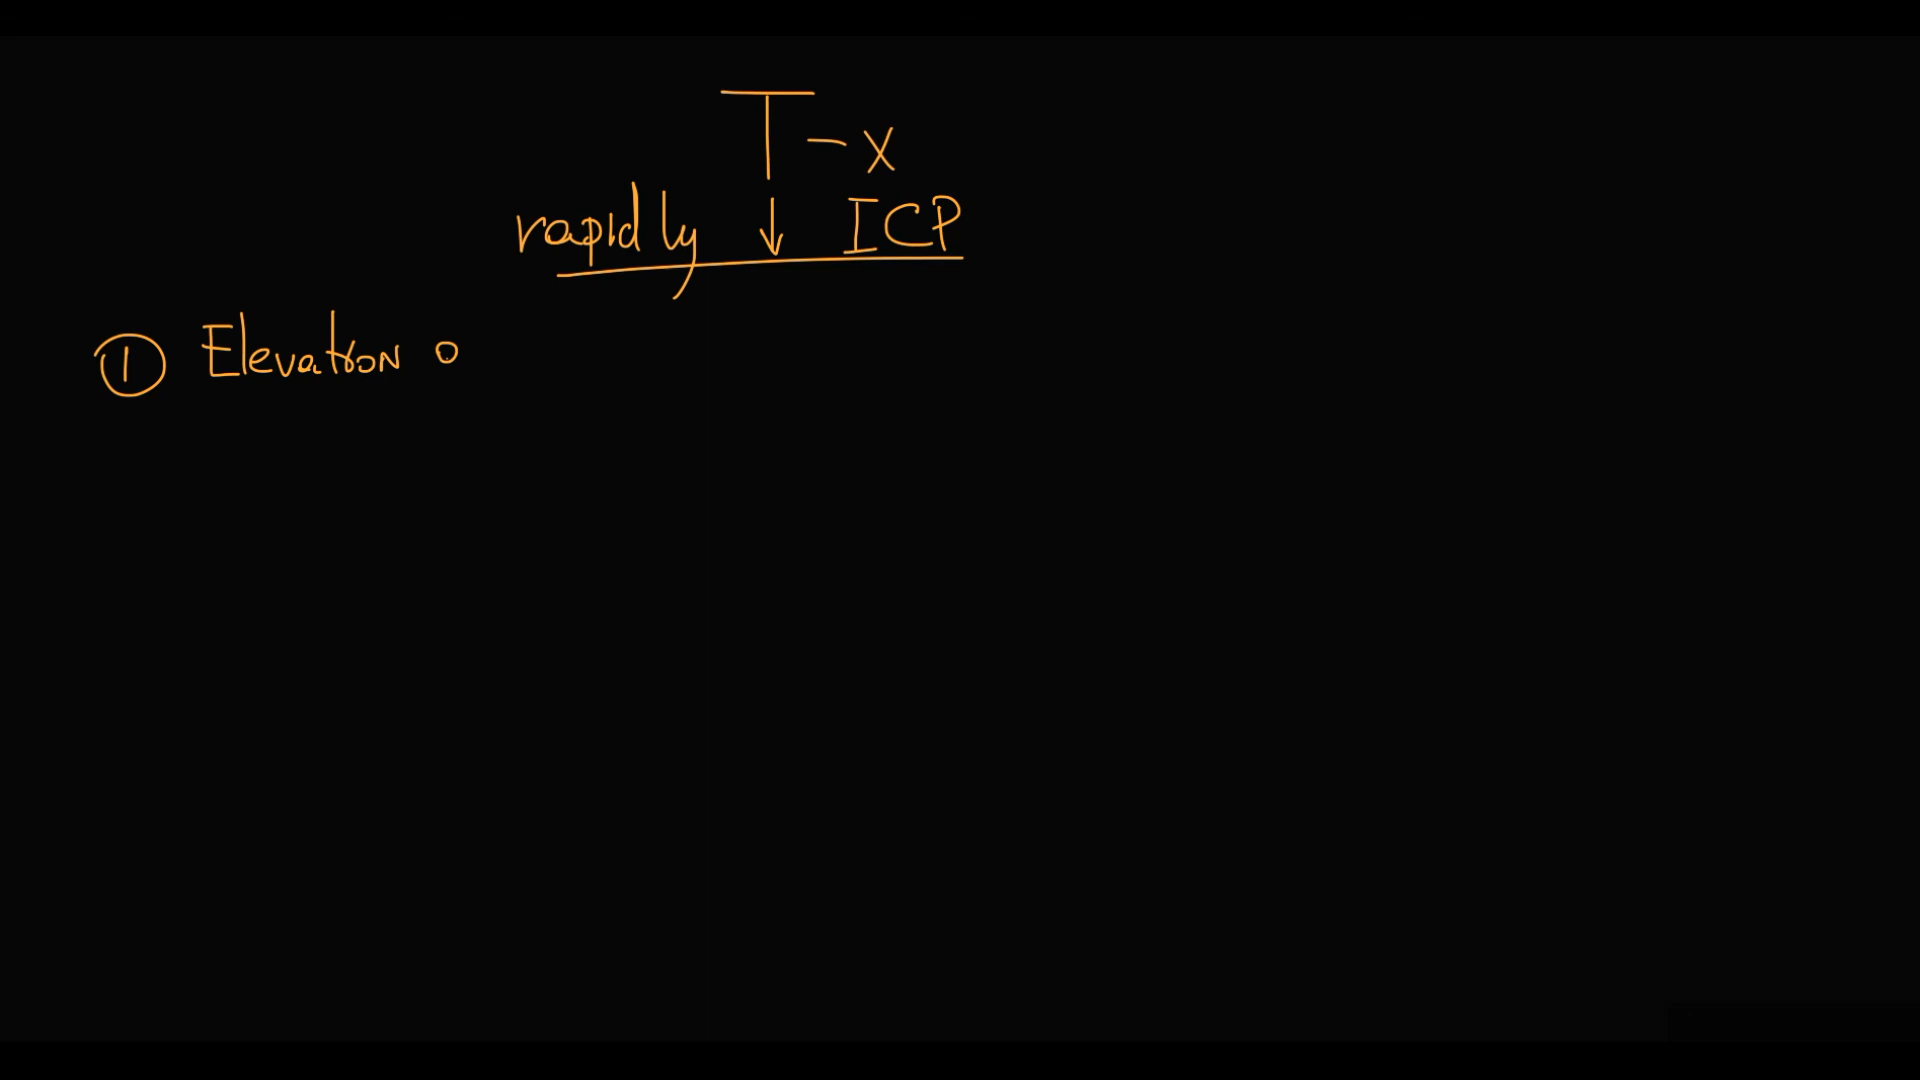 T-x
rapidly ↓ ICP
① Elevation o